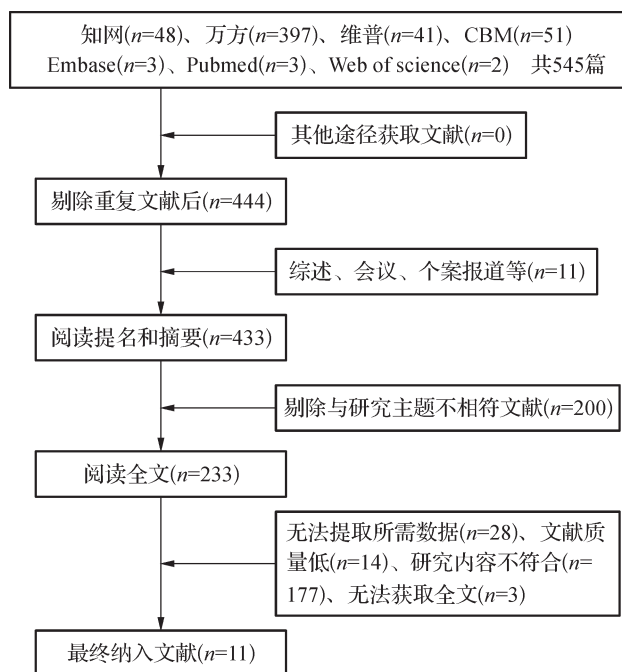 知网(n=48)、万方(n=397)、维普(n=41)、CBM(n=51)
Embase(n=3)、Pubmed(n=3)、Web of science(n=2) 共545篇
其他途径获取文献(n=0)
剔除重复文献后(n=444)
综述、会议、个案报道等(n=11)
阅读提名和摘要(n=433)
剔除与研究主题不相符文献(n=200)
阅读全文(n=233)
无法提取所需数据(n=28)、文献质
量低(n=14)、研究内容不符合(n=
177)、无法获取全文(n=3)
最终纳入文献(n=11)